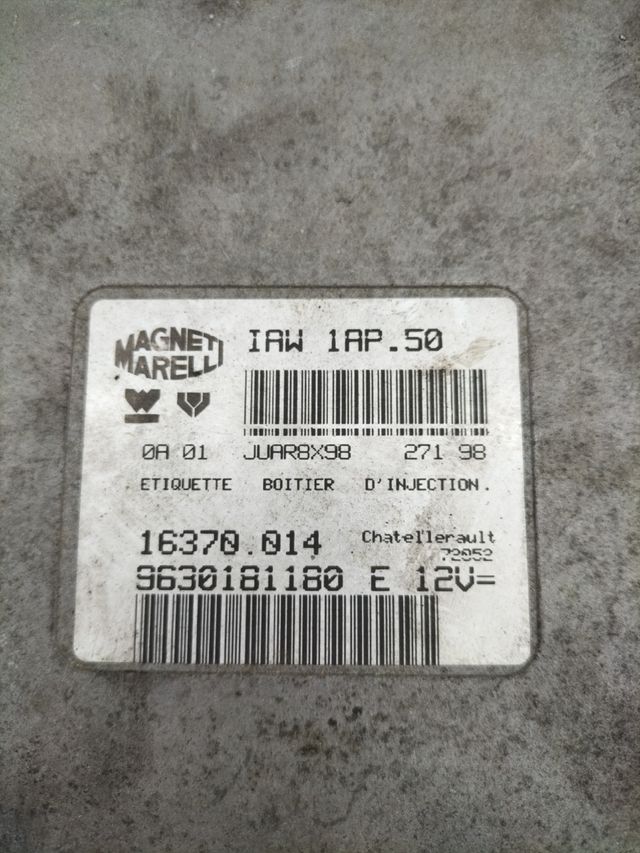 MAGNETI MARELLI
IAW 1AP.50
0A 01 JUAR8X98 271 98
ETIQUETTE BOITIER D'INJECTION.
16370.014 Chatellerault
72052
9630181180 E 12V=